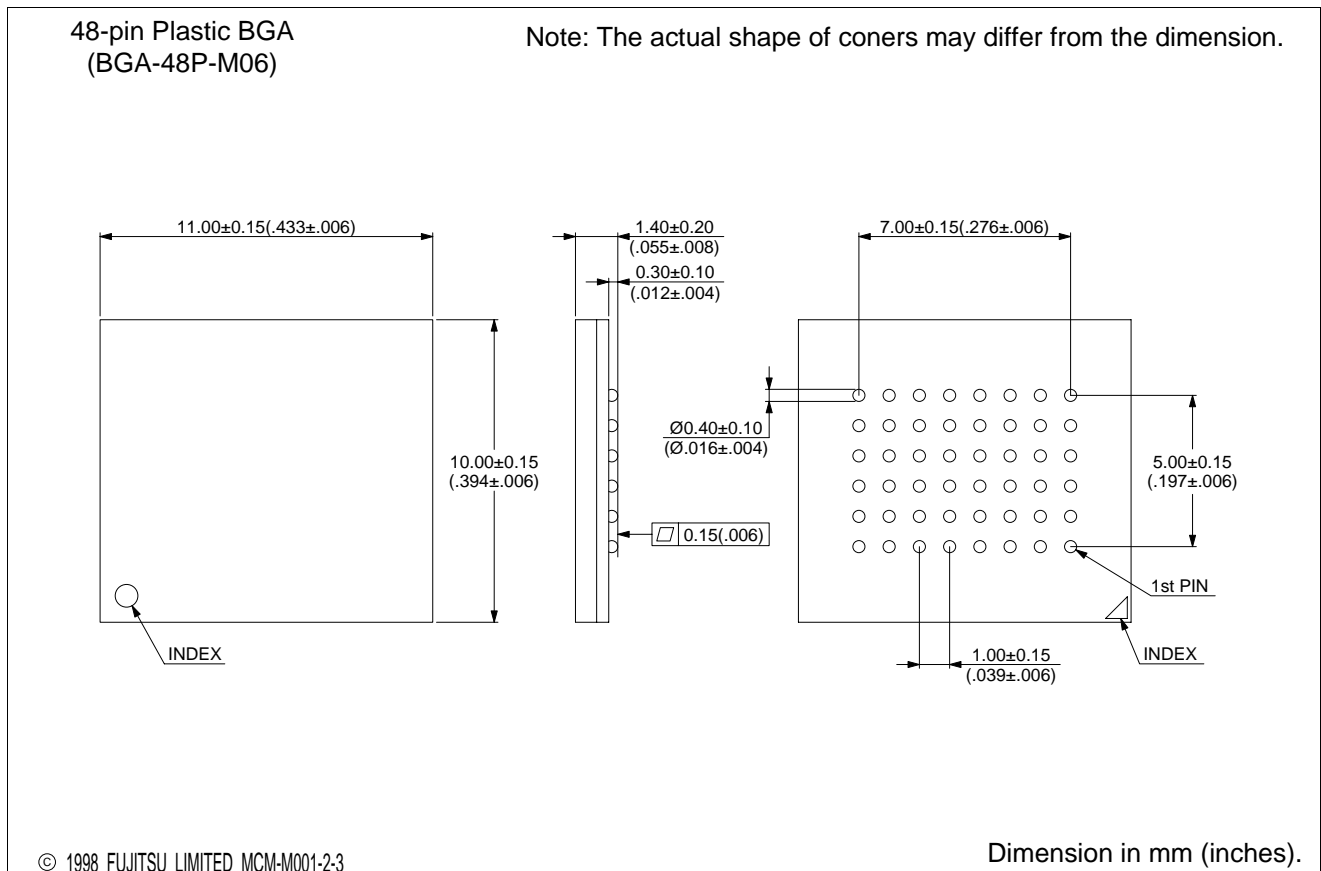 48-pin Plastic BGA
(BGA-48P-M06)
Note: The actual shape of coners may differ from the dimension.
11.00±0.15(.433±.006)
1.40±0.20
(.055±.008)
0.30±0.10
(.012±.004)
7.00±0.15(.276±.006)
Ø0.40±0.10
(Ø.016±.004)
10.00±0.15
(.394±.006)
5.00±0.15
(.197±.006)
0.15(.006)
1st PIN
INDEX
1.00±0.15
(.039±.006)
INDEX
© 1998 FUJITSU LIMITED MCM-M001-2-3
Dimension in mm (inches).